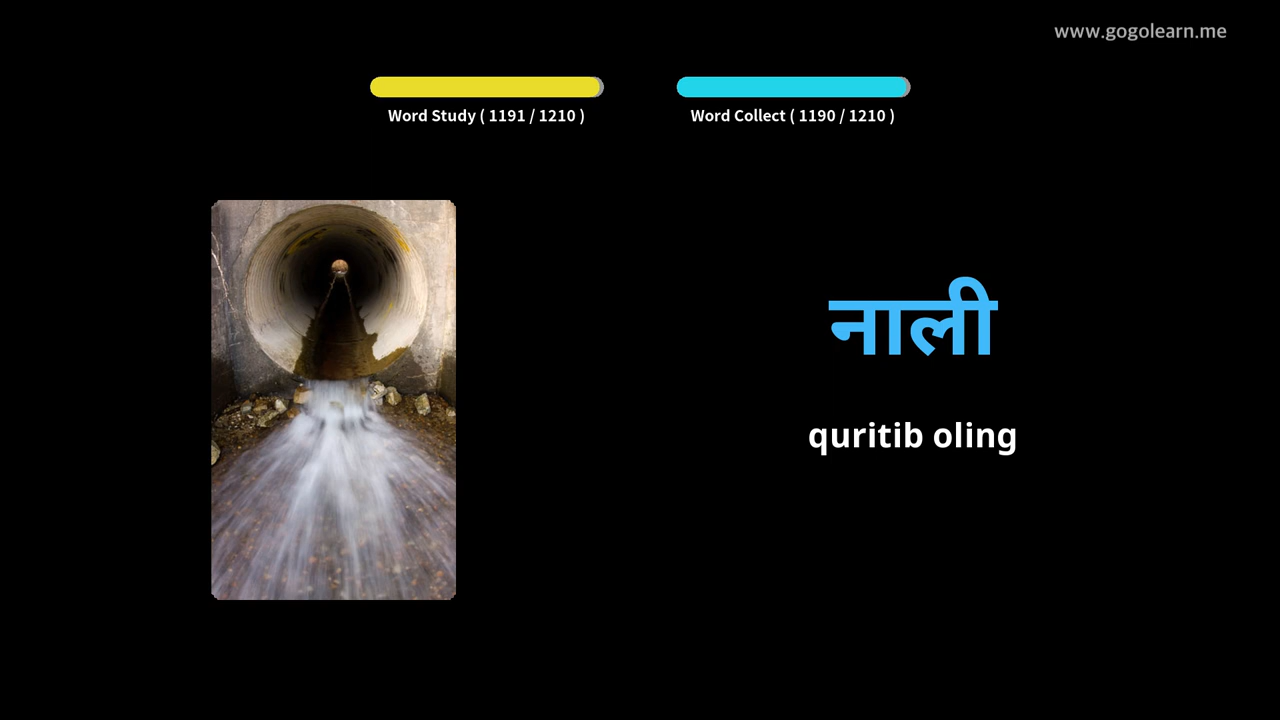 www.gogolearn.me
Word Study ( 1191 / 1210 )
Word Collect ( 1190 / 1210 )
नाली
quritib oling